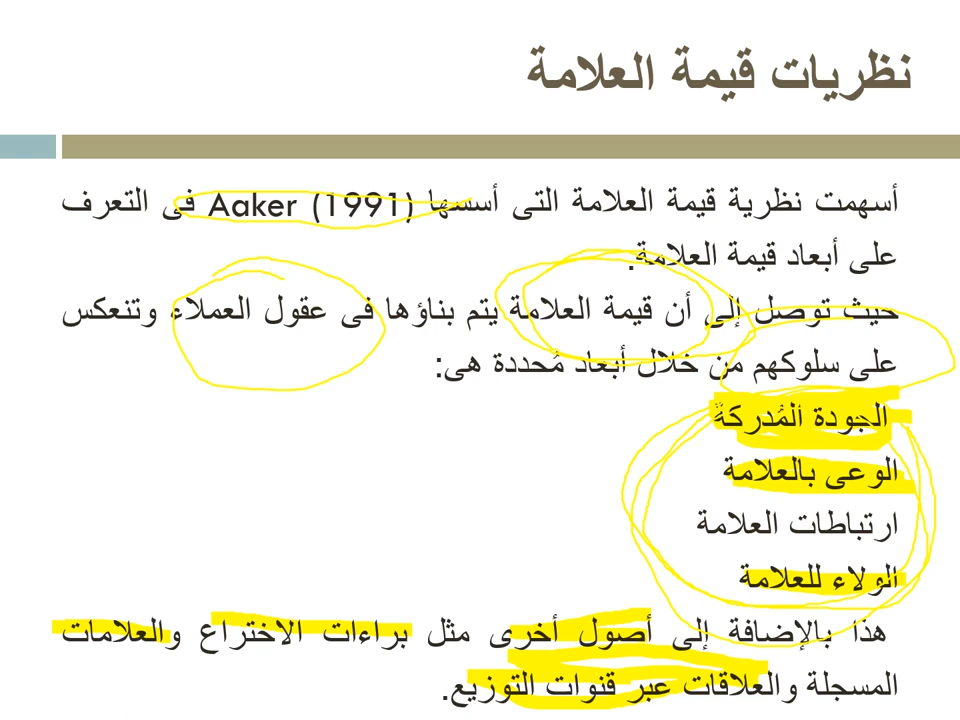 نظريات قيمة العلامة
أسهمت نظرية قيمة العلامة التى أسسها Aaker (1991) فى التعرف
على أبعاد قيمة العلامة.
حيث توصل إلى أن قيمة العلامة يتم بناؤها فى عقول العملاء وتنعكس
على سلوكهم من خلال أبعاد مُحددة هى:
الجودة المُدركة
الوعى بالعلامة
ارتباطات العلامة
الولاء للعلامة
هذا بالإضافة إلى أصول أخرى مثل براءات الاختراع والعلامات
المسجلة والعلاقات عبر قنوات التوزيع.